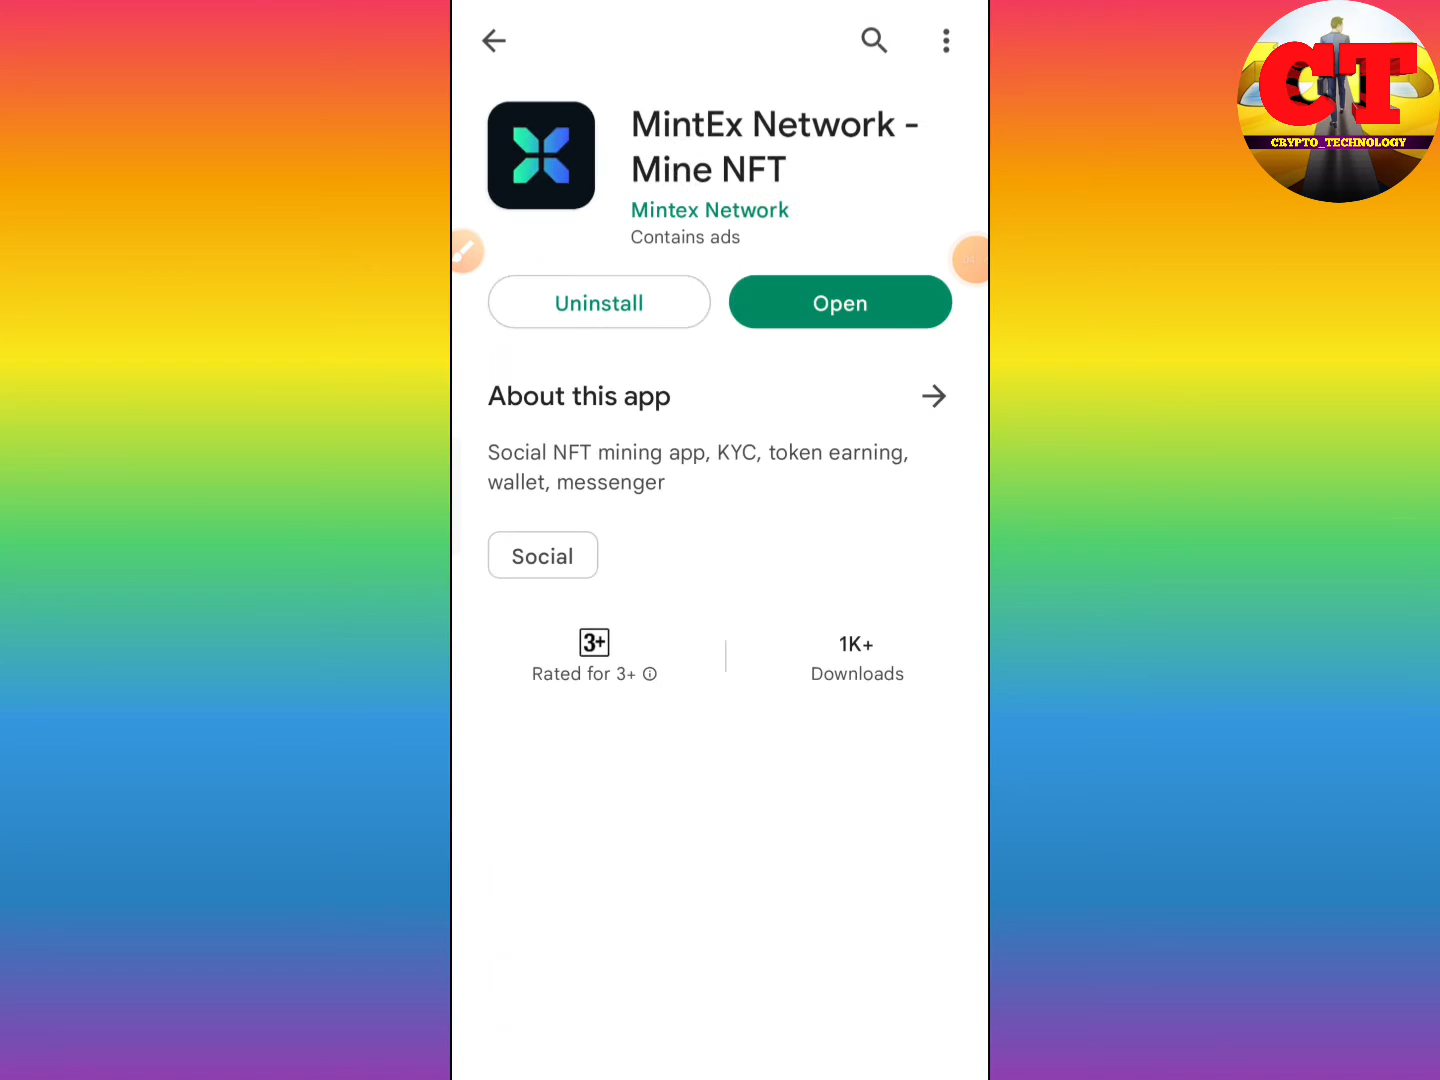 CT
CRYPTO_TECHNOLOGY
MintEx Network -
Mine NFT
Mintex Network
Contains ads
Uninstall
Open
About this app
Social NFT mining app, KYC, token earning,
wallet, messenger
Social
3+
Rated for 3+
1K+
Downloads